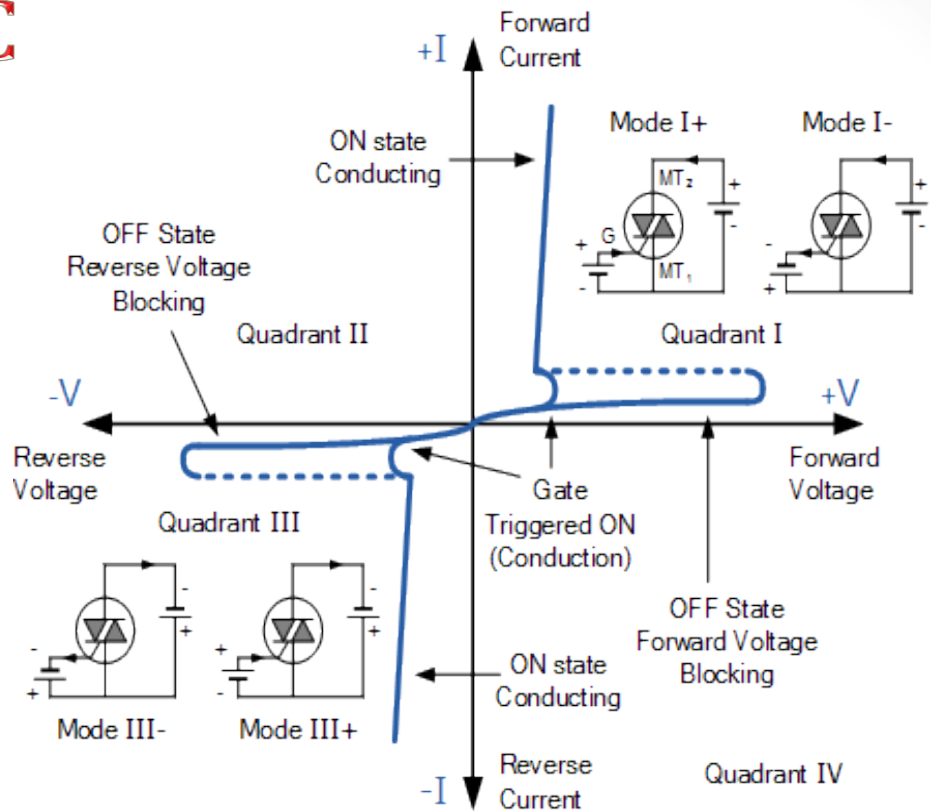 C
Forward
Current
+I
Mode I+
Mode I-
ON state
Conducting
MT₂
+
-
+
-
G
+
-
MT₁
-
+
OFF State
Reverse Voltage
Blocking
Quadrant II
Quadrant I
-V
+V
Reverse
Voltage
Forward
Voltage
Gate
Triggered ON
(Conduction)
Quadrant III
-
+
-
+
-
+
+
-
OFF State
Forward Voltage
Blocking
ON state
Conducting
Mode III-
Mode III+
-I
Reverse
Current
Quadrant IV